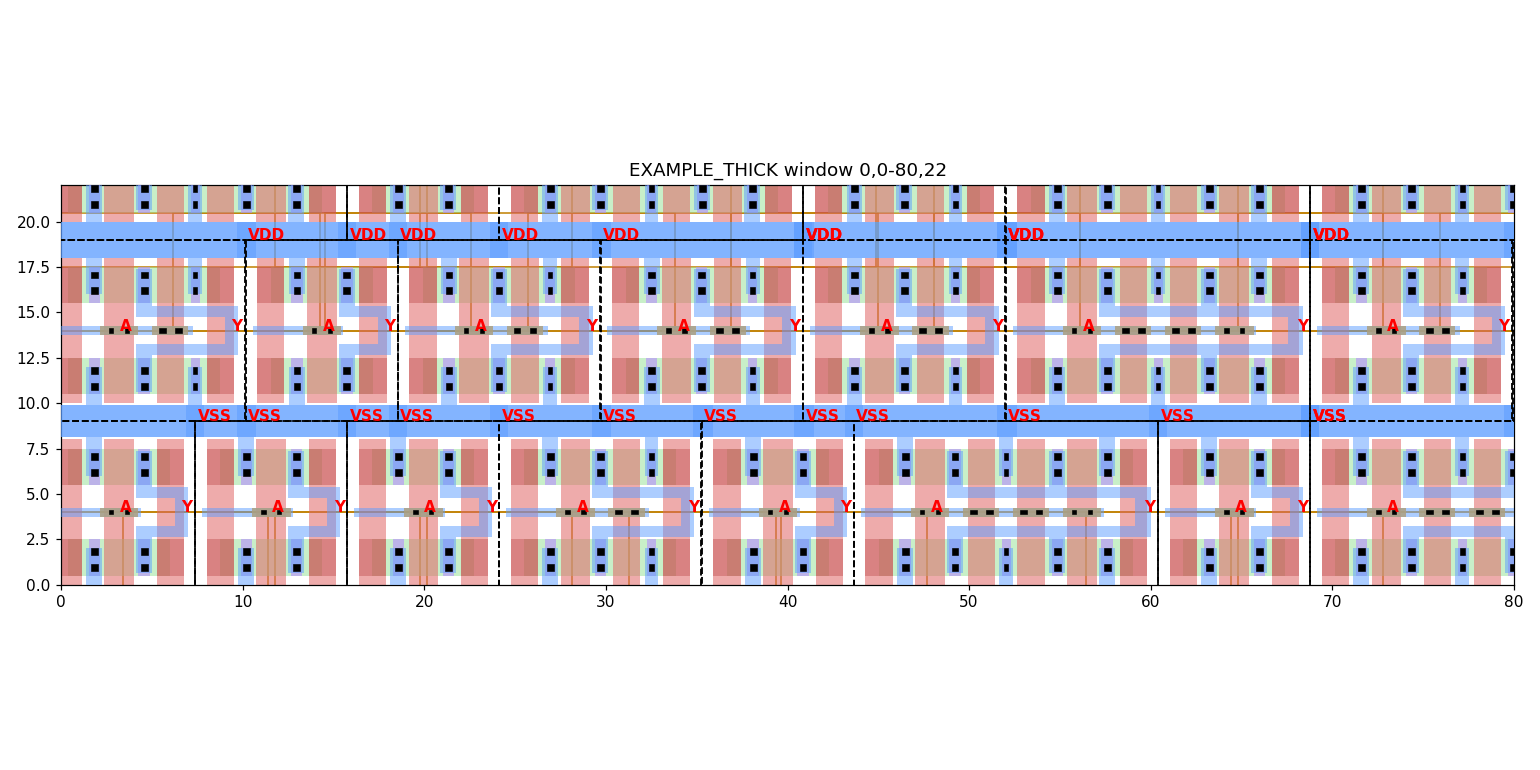 EXAMPLE_THICK window 0,0-80,22
20.0
VDD VDD VDD VDD VDD VDD VDD VDD
17.5
15.0
A Y A Y A Y A Y A Y A Y A Y
12.5
10.0
VSS VSS VSS VSS VSS VSS VSS VSS VSS VSS VSS VSS
7.5
5.0
A Y A Y A Y A Y A Y A Y A Y A
2.5
0.0
0 10 20 30 40 50 60 70 80